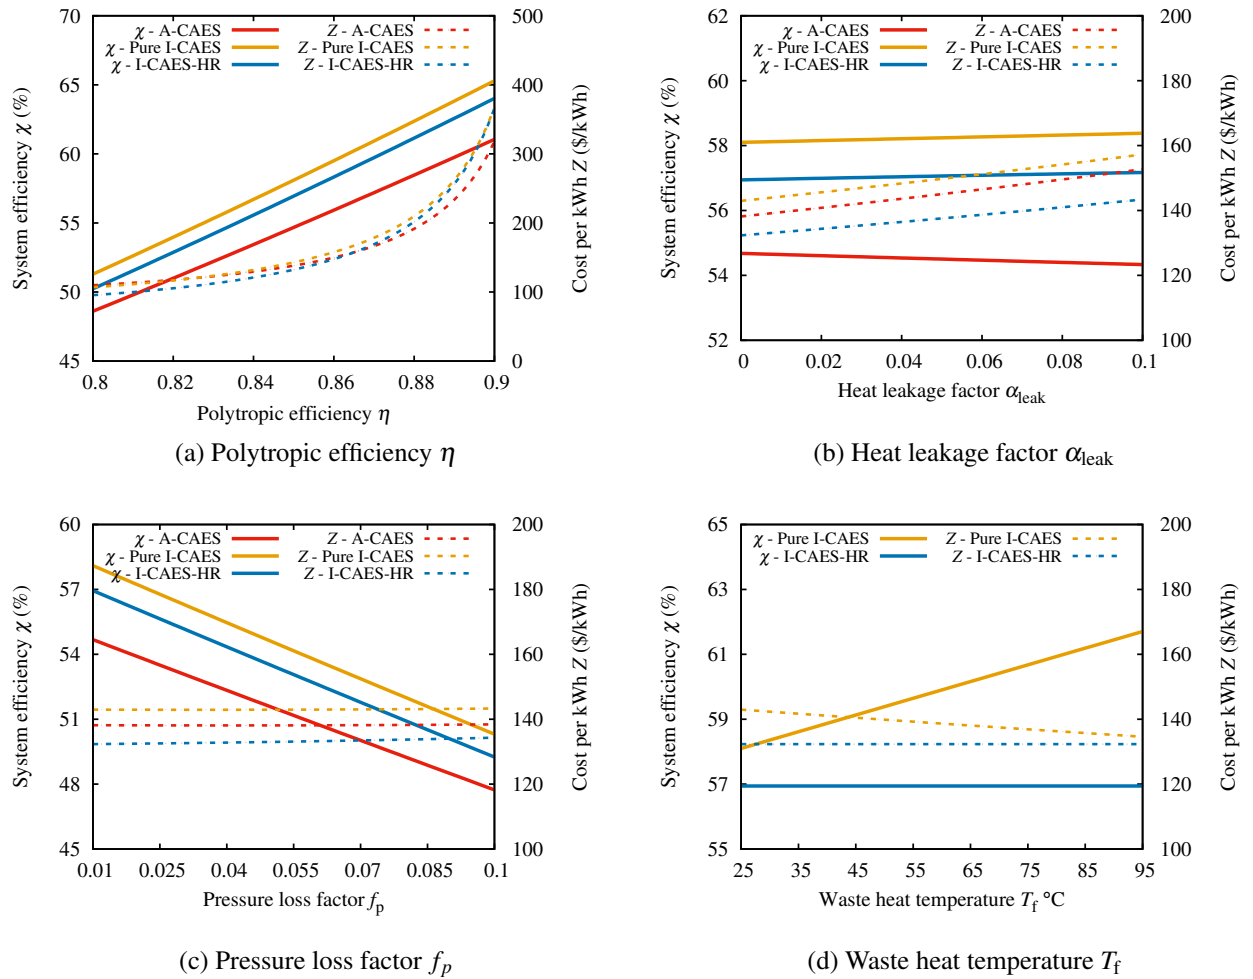 System efficiency χ (%)
70
65
60
55
50
45
χ - A-CAES
χ - Pure I-CAES
χ - I-CAES-HR
Z - A-CAES
Z - Pure I-CAES
Z - I-CAES-HR
500
400
300
200
100
0
Cost per kWh Z ($/kWh)
0.8 0.82 0.84 0.86 0.88 0.9
Polytropic efficiency η
(a) Polytropic efficiency η
System efficiency χ (%)
62
60
58
56
54
52
χ - A-CAES
χ - Pure I-CAES
χ - I-CAES-HR
Z - A-CAES
Z - Pure I-CAES
Z - I-CAES-HR
200
180
160
140
120
100
Cost per kWh Z ($/kWh)
0 0.02 0.04 0.06 0.08 0.1
Heat leakage factor α_leak
(b) Heat leakage factor α_leak
System efficiency χ (%)
60
57
54
51
48
45
χ - A-CAES
χ - Pure I-CAES
χ - I-CAES-HR
Z - A-CAES
Z - Pure I-CAES
Z - I-CAES-HR
200
180
160
140
120
100
Cost per kWh Z ($/kWh)
0.01 0.025 0.04 0.055 0.07 0.085 0.1
Pressure loss factor f_p
(c) Pressure loss factor f_p
System efficiency χ (%)
65
63
61
59
57
55
χ - Pure I-CAES
χ - I-CAES-HR
Z - Pure I-CAES
Z - I-CAES-HR
200
180
160
140
120
100
Cost per kWh Z ($/kWh)
25 35 45 55 65 75 85 95
Waste heat temperature T_f °C
(d) Waste heat temperature T_f